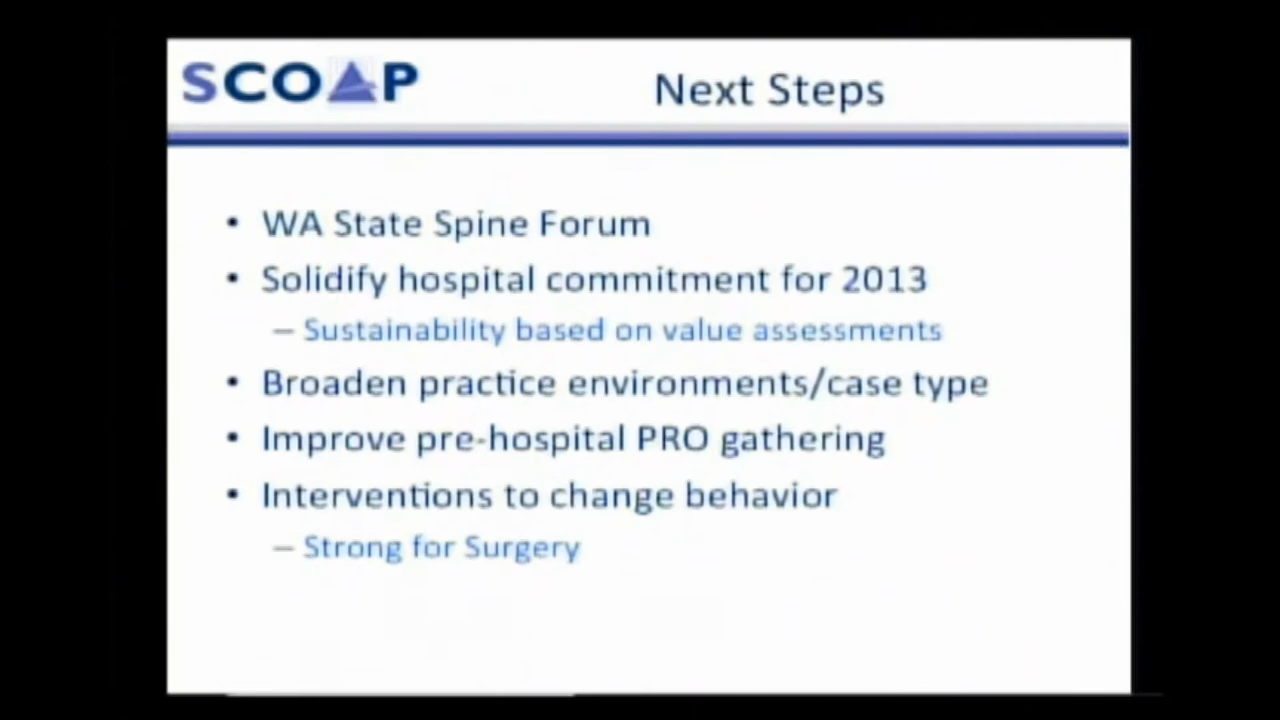 SCOAP
Next Steps
• WA State Spine Forum
• Solidify hospital commitment for 2013
– Sustainability based on value assessments
• Broaden practice environments/case type
• Improve pre-hospital PRO gathering
• Interventions to change behavior
– Strong for Surgery